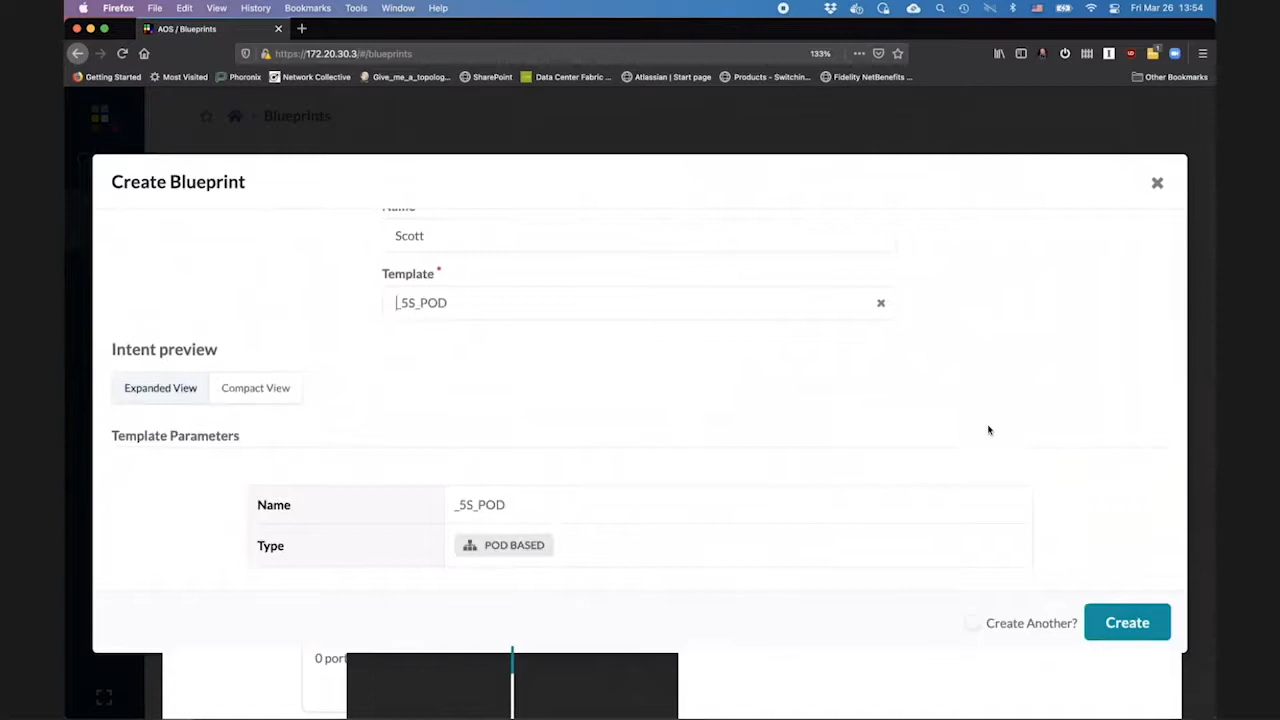 Firefox File Edit View History Bookmarks Tools Window Help Fri Mar 26 13:54
AOS / Blueprints
https://172.20.30.3/#/blueprints 133%
Getting Started Most Visited Phoronix Network Collective Give_me_a_topolog... SharePoint Data Center Fabric ... Atlassian | Start page Products - Switchin... Fidelity NetBenefits ... Other Bookmarks
Blueprints
Create Blueprint
Name
Scott
Template *
_5S_POD
Intent preview
Expanded View Compact View
Template Parameters
Name _5S_POD
Type POD BASED
Create Another? Create
0 port